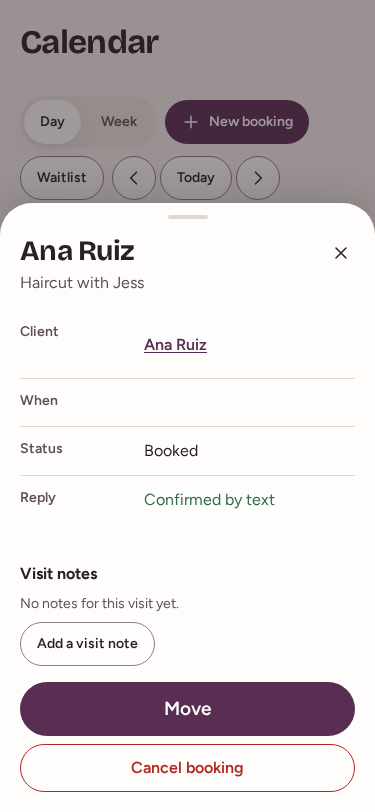 Calendar
Day
Week
New booking
Waitlist
Today
Ana Ruiz
Haircut with Jess
Client
Ana Ruiz
When
Status
Booked
Reply
Confirmed by text
Visit notes
No notes for this visit yet.
Add a visit note
Move
Cancel booking